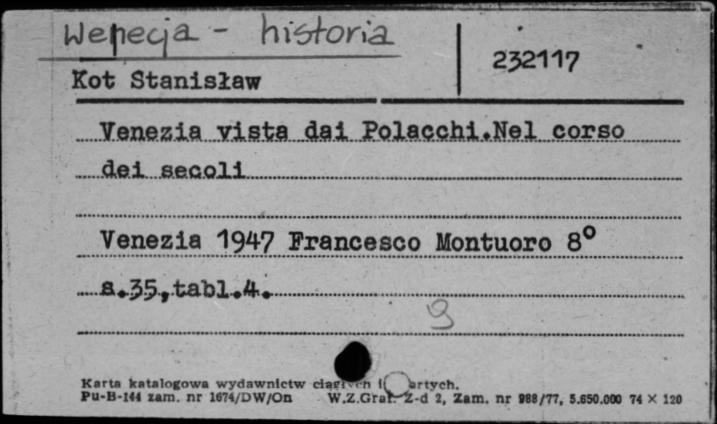 Wenecja - historia
232117
Kot Stanisław
Venezia vista dai Polacchi.Nel corso
dei secoli
Venezia 1947 Francesco Montuoro 8°
s.35,tabl.4.
9
Karta katalogowa wydawnictw ciągłych i
Pu-B-144 zam. nr 1674/DW/On W.Z.Graf. Z-d 2, Zam. nr 988/77, 5.650.000 74 × 120